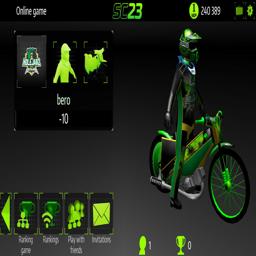 Online game
SC23
240 389
bero
-10
Ranking game
Rankings
Play with friends
Invitations
1
0